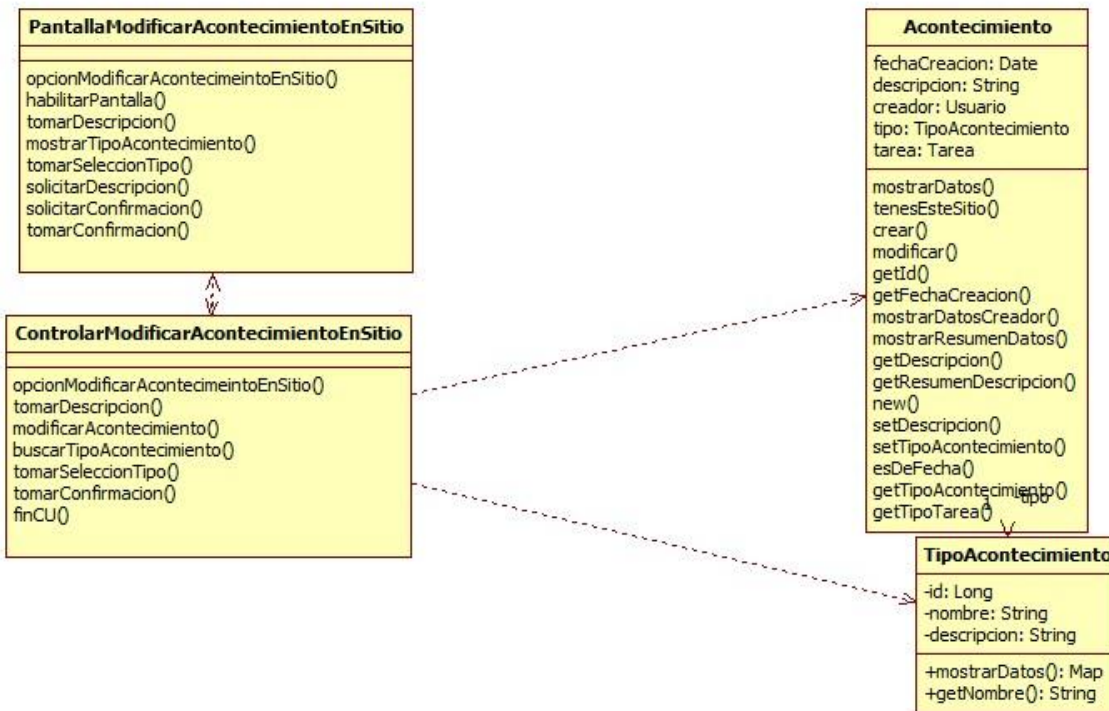 PantallaModificarAcontecimientoEnSitio
opcionModificarAcontecimeintoEnSitio()
habilitarPantalla()
tomarDescripcion()
mostrarTipoAcontecimiento()
tomarSeleccionTipo()
solicitarDescripcion()
solicitarConfirmacion()
tomarConfirmacion()
ControlarModificarAcontecimientoEnSitio
opcionModificarAcontecimeintoEnSitio()
tomarDescripcion()
modificarAcontecimiento()
buscarTipoAcontecimiento()
tomarSeleccionTipo()
tomarConfirmacion()
finCU()
Acontecimiento
fechaCreacion: Date
descripcion: String
creador: Usuario
tipo: TipoAcontecimiento
tarea: Tarea
mostrarDatos()
tenesEsteSitio()
crear()
modificar()
getId()
getFechaCreacion()
mostrarDatosCreador()
mostrarResumenDatos()
getDescripcion()
getResumenDescripcion()
new()
setDescripcion()
setTipoAcontecimiento()
esDeFecha()
getTipoAcontecimiento()
1 -tipo
getTipoTarea()
TipoAcontecimiento
-id: Long
-nombre: String
-descripcion: String
+mostrarDatos(): Map
+getNombre(): String